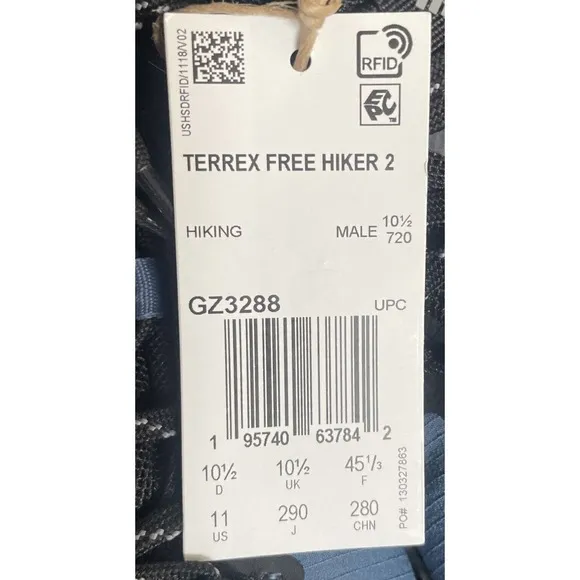 USHSDRFID/1118/V02
RFID
EPC™
TERREX FREE HIKER 2
HIKING MALE 10½ 720
GZ3288 UPC
1 95740 63784 2
10½ 10½ 45⅓
D UK F
11 290 280
US J CHN
PO# 130327863